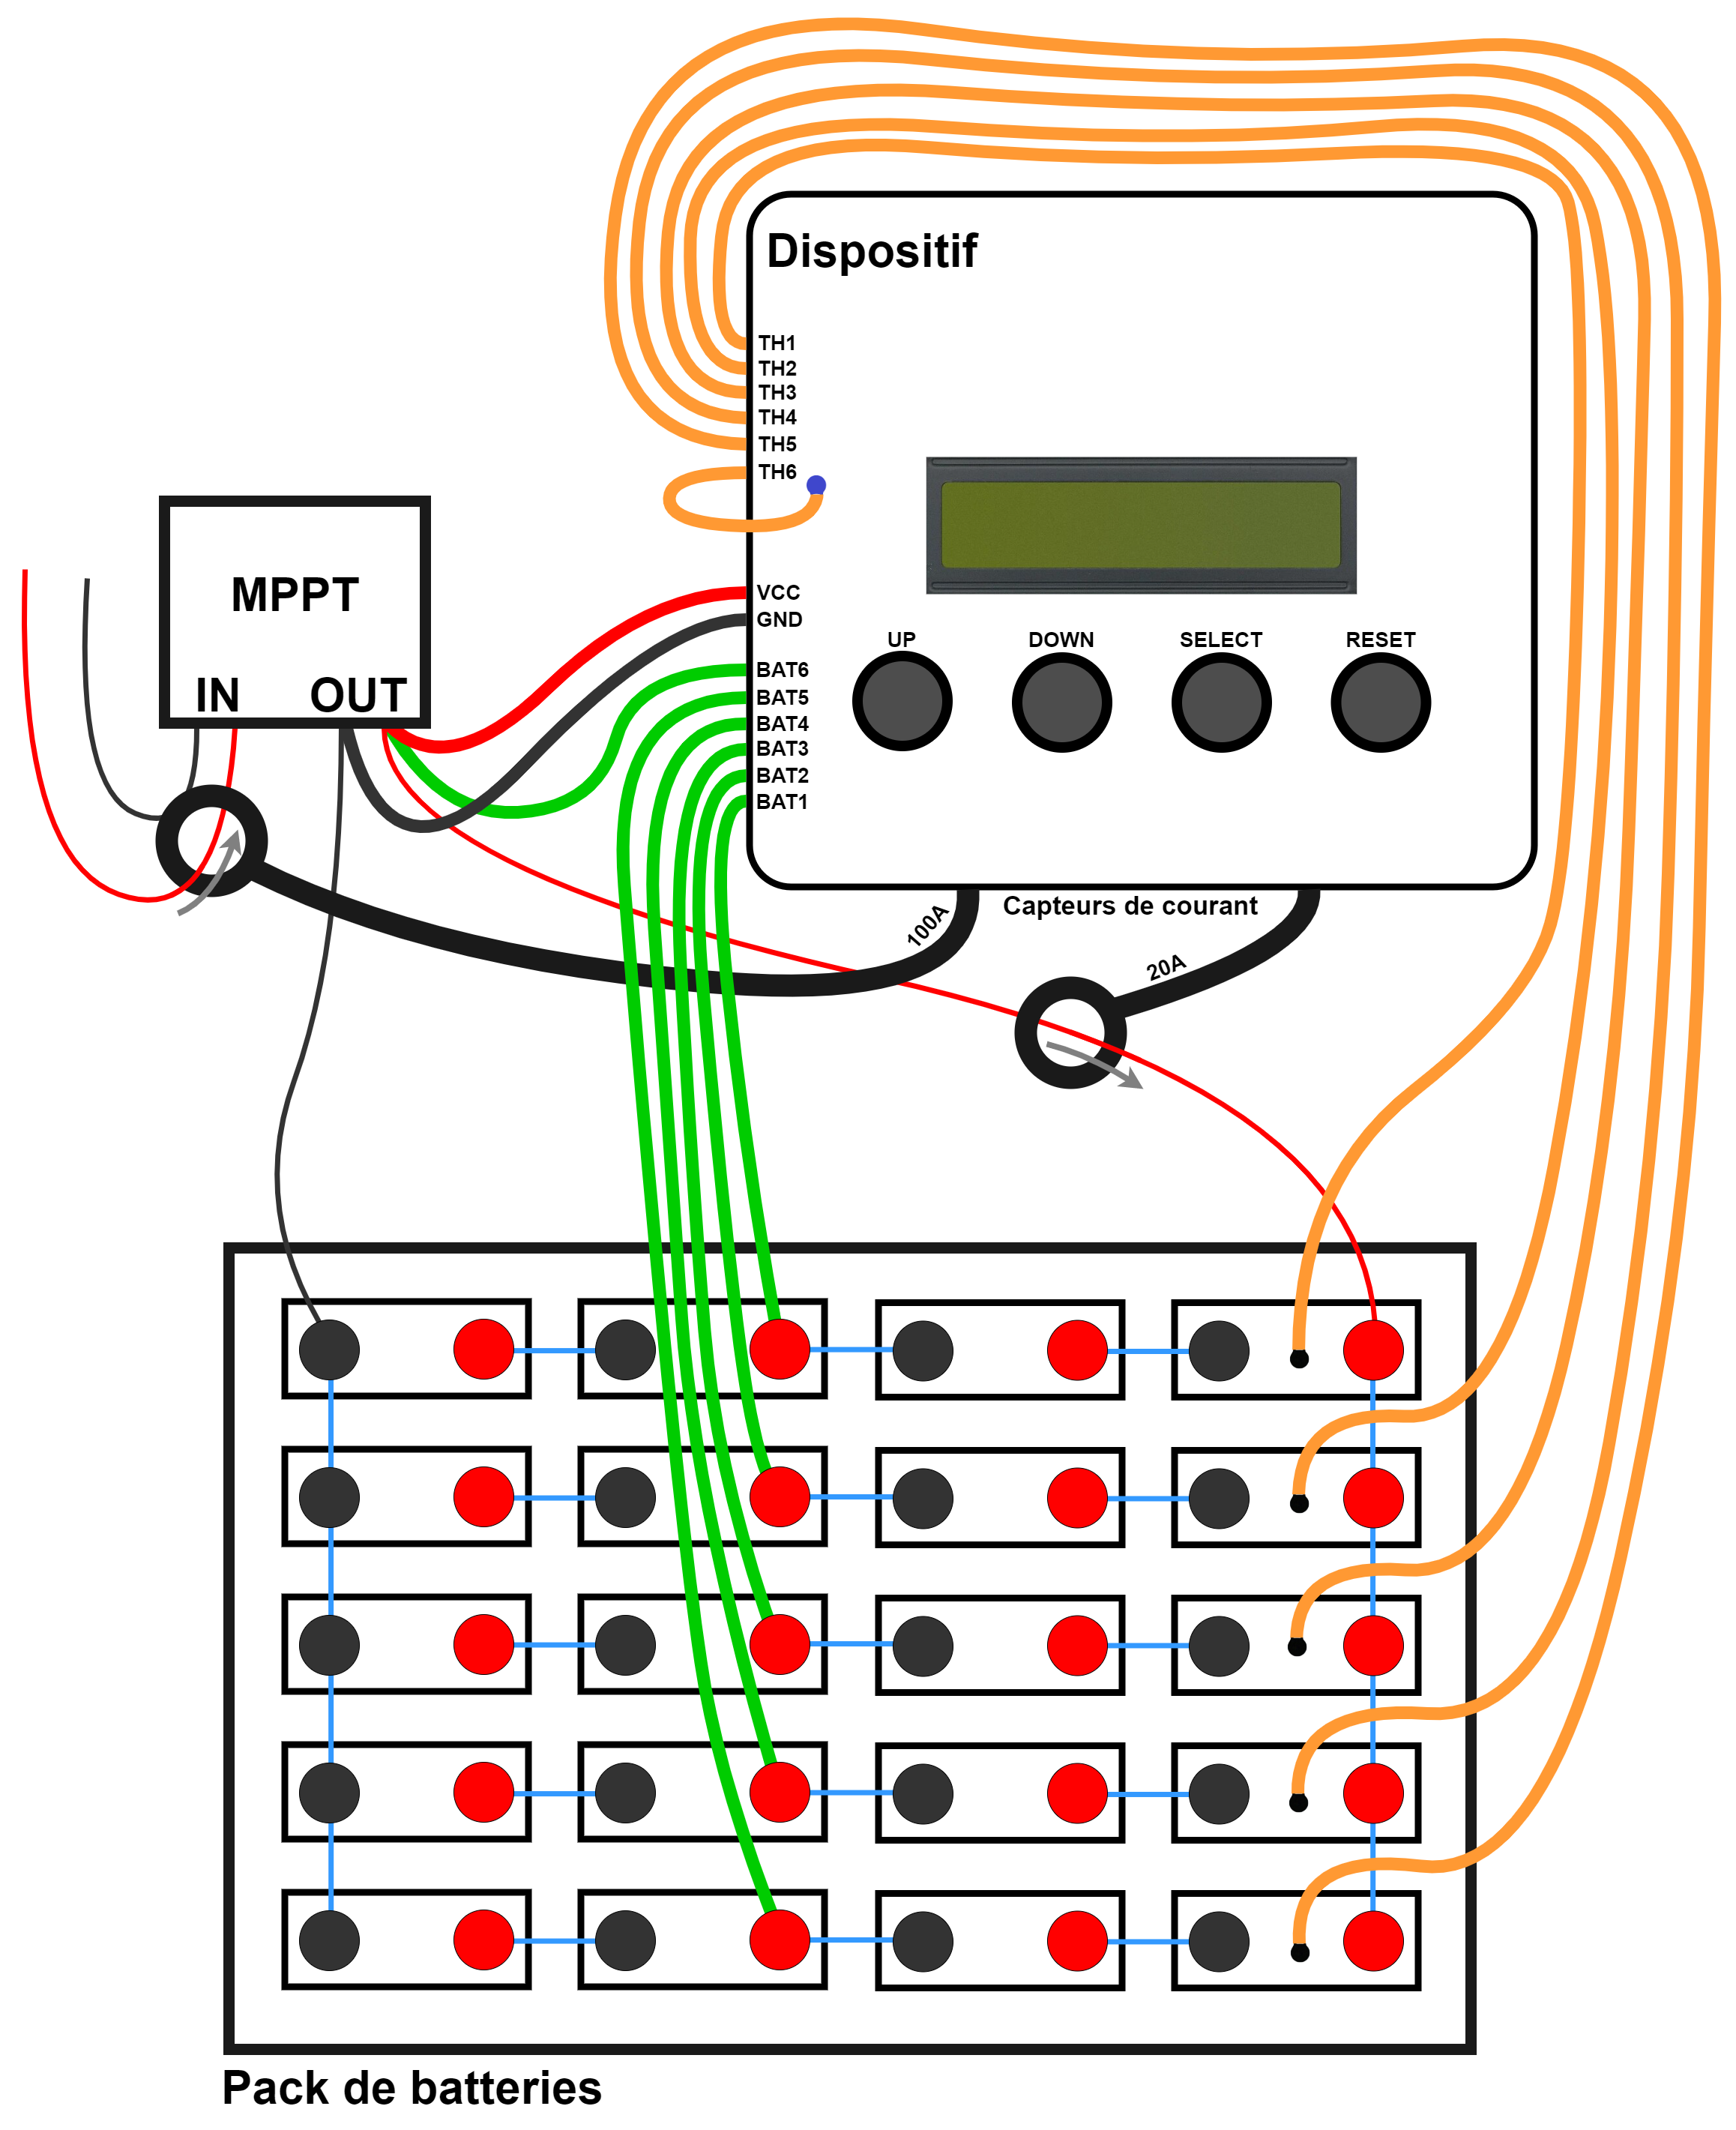 Dispositif
TH1
TH2
TH3
TH4
TH5
TH6
MPPT
IN OUT
VCC
GND
BAT6
BAT5
BAT4
BAT3
BAT2
BAT1
UP DOWN SELECT RESET
Capteurs de courant
100A
20A
Pack de batteries